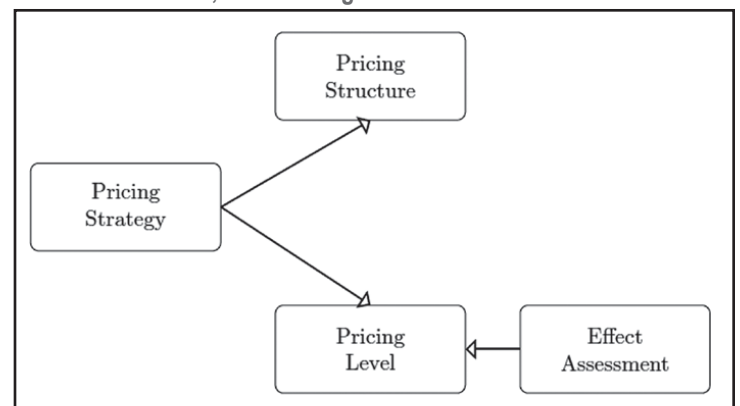 Pricing
Structure
Pricing
Strategy
Pricing
Level
Effect
Assessment